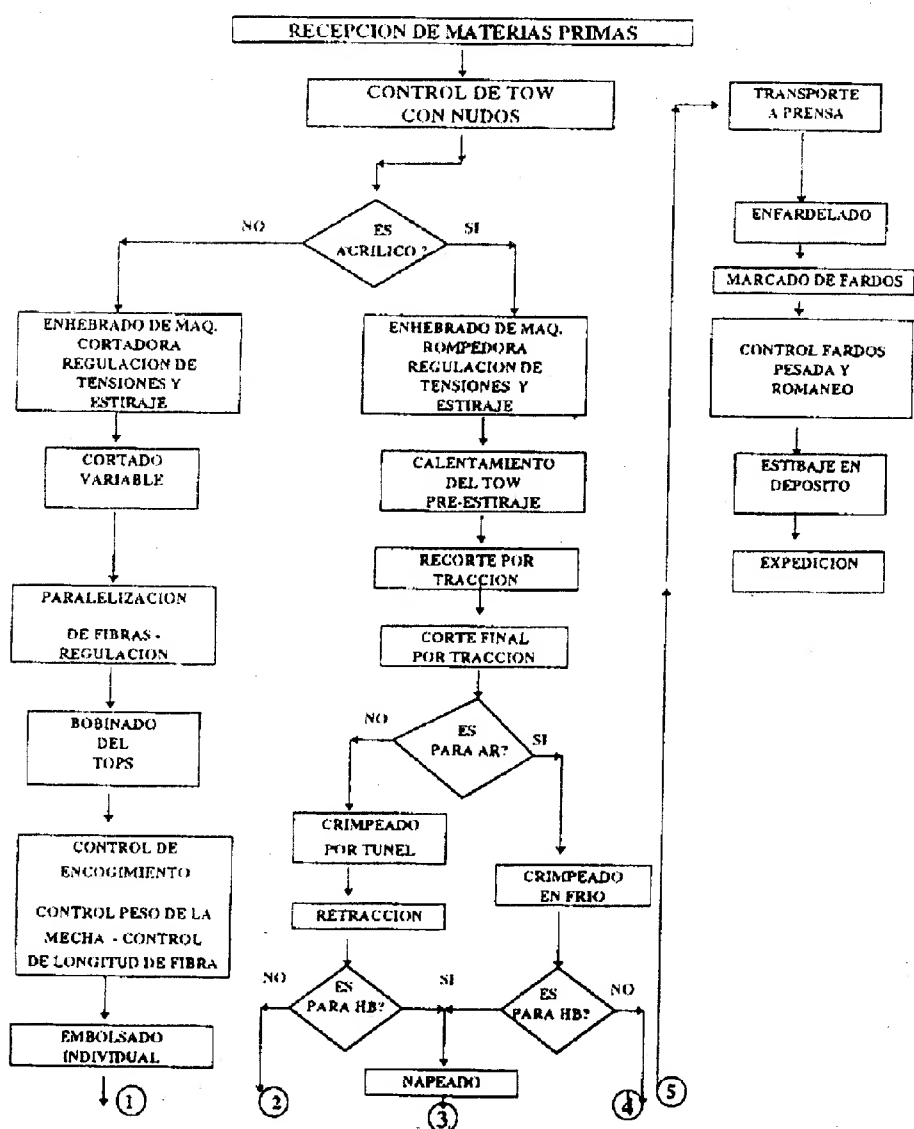 RECEPCION DE MATERIAS PRIMAS
CONTROL DE TOW
CON NUDOS
ES
ACRILICO ?
NO
SI
ENHEBRADO DE MAQ.
CORTADORA
REGULACION DE
TENSIONES Y
ESTIRAJE
CORTADO
VARIABLE
PARALELIZACION
DE FIBRAS -
REGULACION
BOBINADO
DEL
TOPS
CONTROL DE
ENCOGIMIENTO
CONTROL PESO DE LA
MECHA - CONTROL
DE LONGITUD DE FIBRA
EMBOLSADO
INDIVIDUAL
1
ENHEBRADO DE MAQ.
ROMPEDORA
REGULACION DE
TENSIONES Y
ESTIRAJE
CALENTAMIENTO
DEL TOW
PRE-ESTIRAJE
RECORTE POR
TRACCION
CORTE FINAL
POR TRACCION
NO
ES
PARA AR?
SI
CRIMPEADO
POR TUNEL
RETRACCION
NO
ES
PARA HB?
SI
2
CRIMPEADO
EN FRIO
ES
PARA HB?
NO
NAPEADO
3
4
5
TRANSPORTE
A PRENSA
ENFARDELADO
MARCADO DE FARDOS
CONTROL FARDOS
PESADA Y
ROMANEO
ESTIBAJE EN
DEPOSITO
EXPEDICION